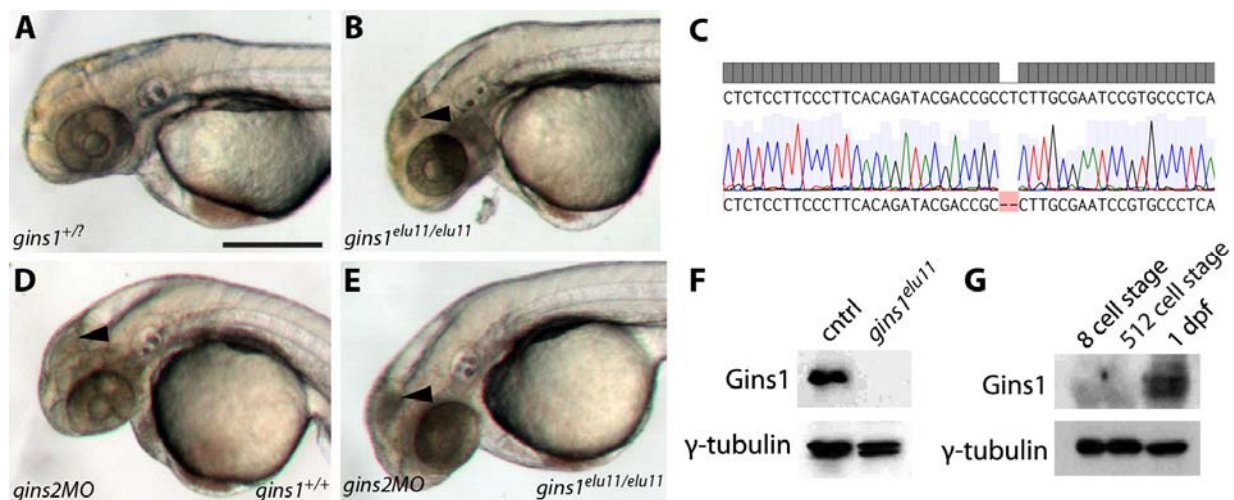 A
gins1+/?
B
gins1elu11/elu11
C
CTCTCCTTCCCTTCACAGATACGACCGCCTCTTGCGAATCCGTGCCCTCA
CTCTCCTTCCCTTCACAGATACGACCGC--CTTGCGAATCCGTGCCCTCA
D
gins2MO gins1+/+
E
gins2MO gins1elu11/elu11
F
cntrl
gins1elu11
Gins1
γ-tubulin
G
8 cell stage
512 cell stage
1 dpf
Gins1
γ-tubulin